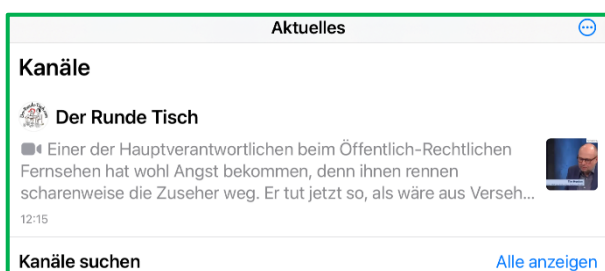 Aktuelles
Kanäle
Der Runde Tisch
Einer der Hauptverantwortlichen beim Öffentlich-Rechtlichen
Fernsehen hat wohl Angst bekommen, denn ihnen rennen
scharenweise die Zuseher weg. Er tut jetzt so, als wäre aus Verseh...
12:15
Kanäle suchen
Alle anzeigen